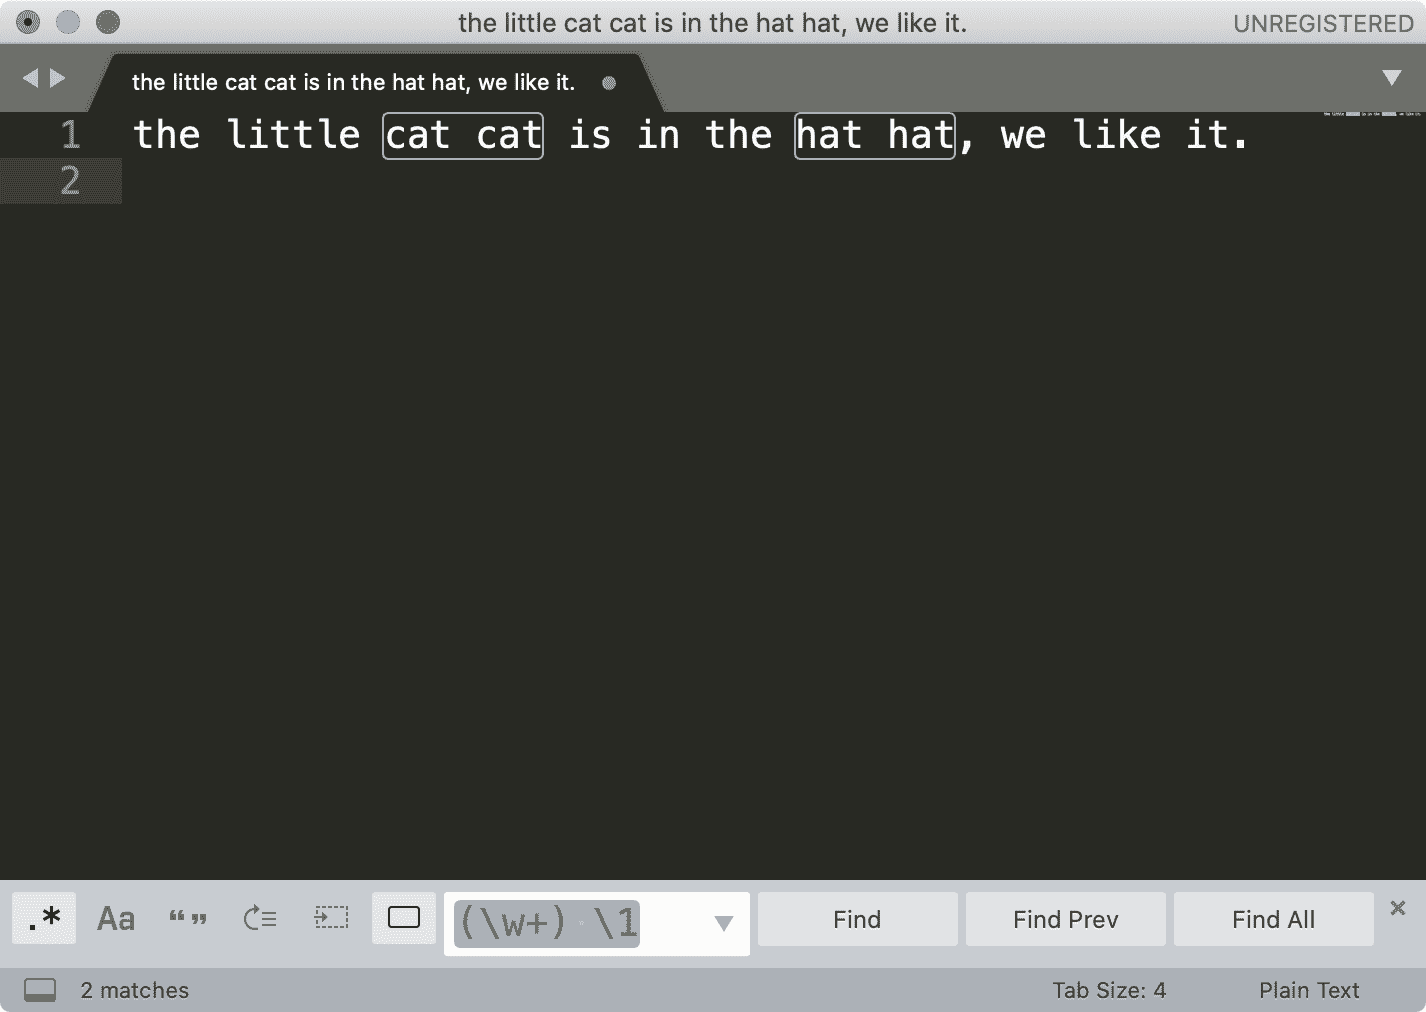 the little cat cat is in the hat hat, we like it. UNREGISTERED
the little cat cat is in the hat hat, we like it.
1 the little cat cat is in the hat hat, we like it.
2
.* Aa “” (\w+) \1 Find Find Prev Find All
2 matches Tab Size: 4 Plain Text